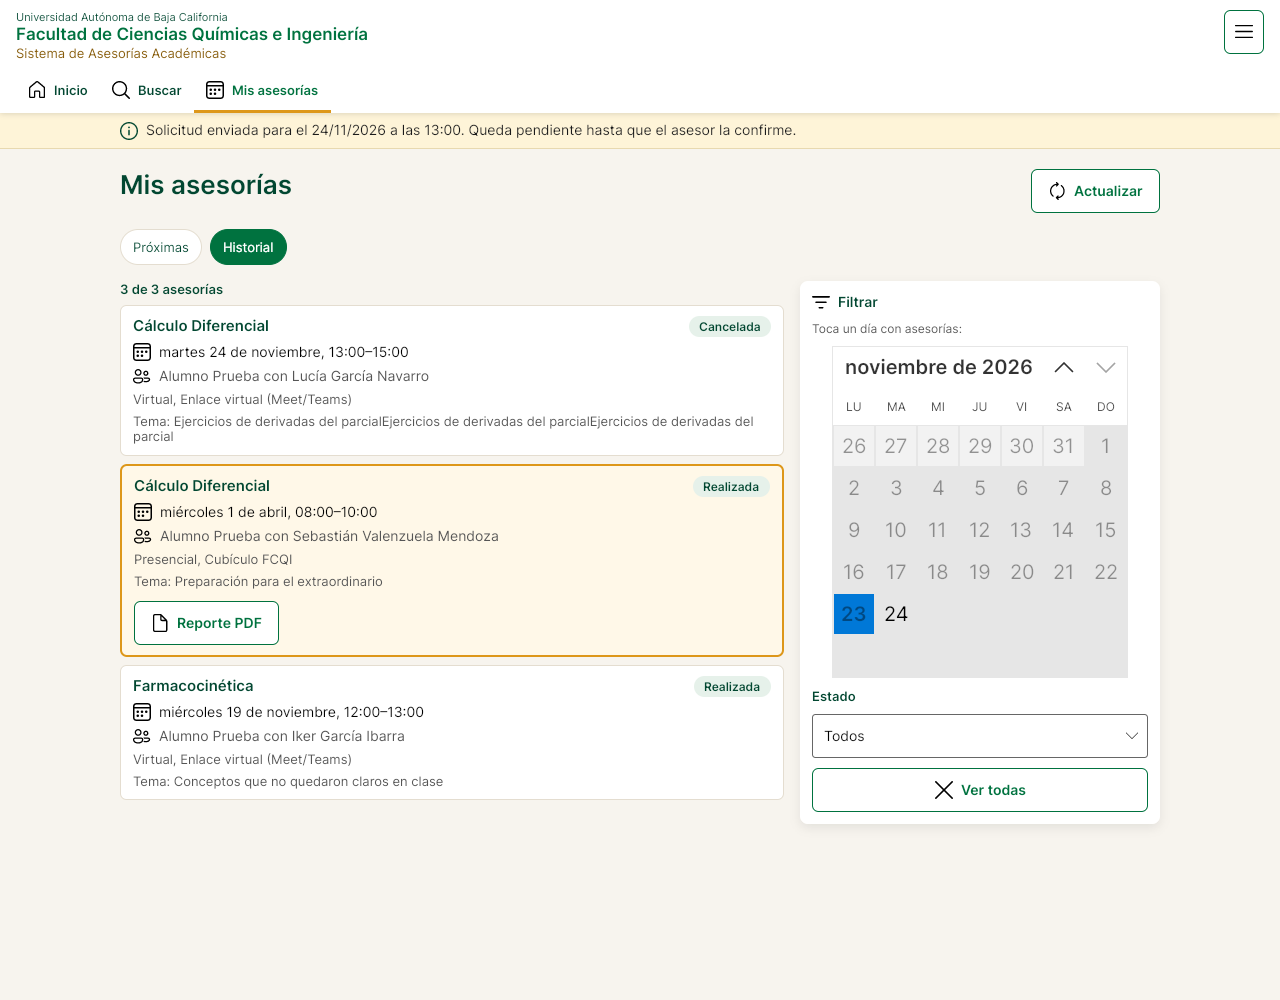 Universidad Autónoma de Baja California
Facultad de Ciencias Químicas e Ingeniería
Sistema de Asesorías Académicas
Inicio
Buscar
Mis asesorías
Solicitud enviada para el 24/11/2026 a las 13:00. Queda pendiente hasta que el asesor la confirme.
Mis asesorías
Actualizar
Próximas
Historial
3 de 3 asesorías
Cálculo Diferencial
Cancelada
martes 24 de noviembre, 13:00–15:00
Alumno Prueba con Lucía García Navarro
Virtual, Enlace virtual (Meet/Teams)
Tema: Ejercicios de derivadas del parcialEjercicios de derivadas del parcialEjercicios de derivadas del
parcial
Cálculo Diferencial
Realizada
miércoles 1 de abril, 08:00–10:00
Alumno Prueba con Sebastián Valenzuela Mendoza
Presencial, Cubículo FCQI
Tema: Preparación para el extraordinario
Reporte PDF
Farmacocinética
Realizada
miércoles 19 de noviembre, 12:00–13:00
Alumno Prueba con Iker García Ibarra
Virtual, Enlace virtual (Meet/Teams)
Tema: Conceptos que no quedaron claros en clase
Filtrar
Toca un día con asesorías:
noviembre de 2026
LU MA MI JU VI SA DO
26 27 28 29 30 31 1
2 3 4 5 6 7 8
9 10 11 12 13 14 15
16 17 18 19 20 21 22
23 24
Estado
Todos
Ver todas